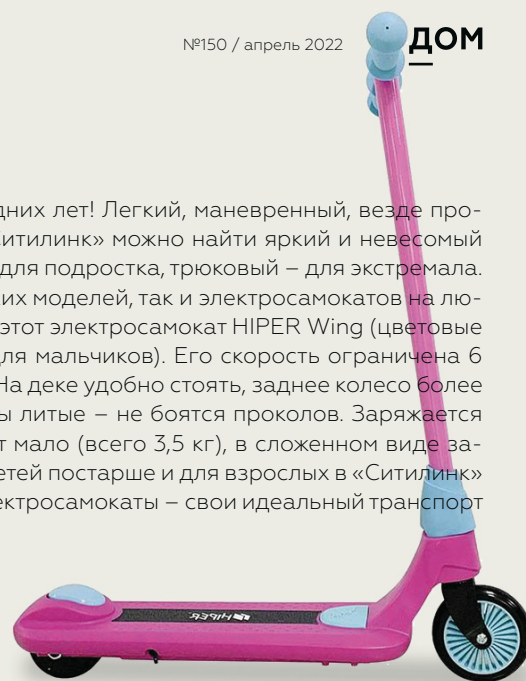 №150 / апрель 2022
ДОМ
дних лет! Легкий, маневренный, везде про-
Ситилинк» можно найти яркий и невесомый
для подростка, трюковый – для экстремала.
их моделей, так и электросамокатов на лю-
этот электросамокат HIPER Wing (цветовые
для мальчиков). Его скорость ограничена 6
На деке удобно стоять, заднее колесо более
ы литые – не боятся проколов. Заряжается
т мало (всего 3,5 кг), в сложенном виде за-
етей постарше и для взрослых в «Ситилинк»
ектросамокаты – свои идеальный транспорт
HIPER